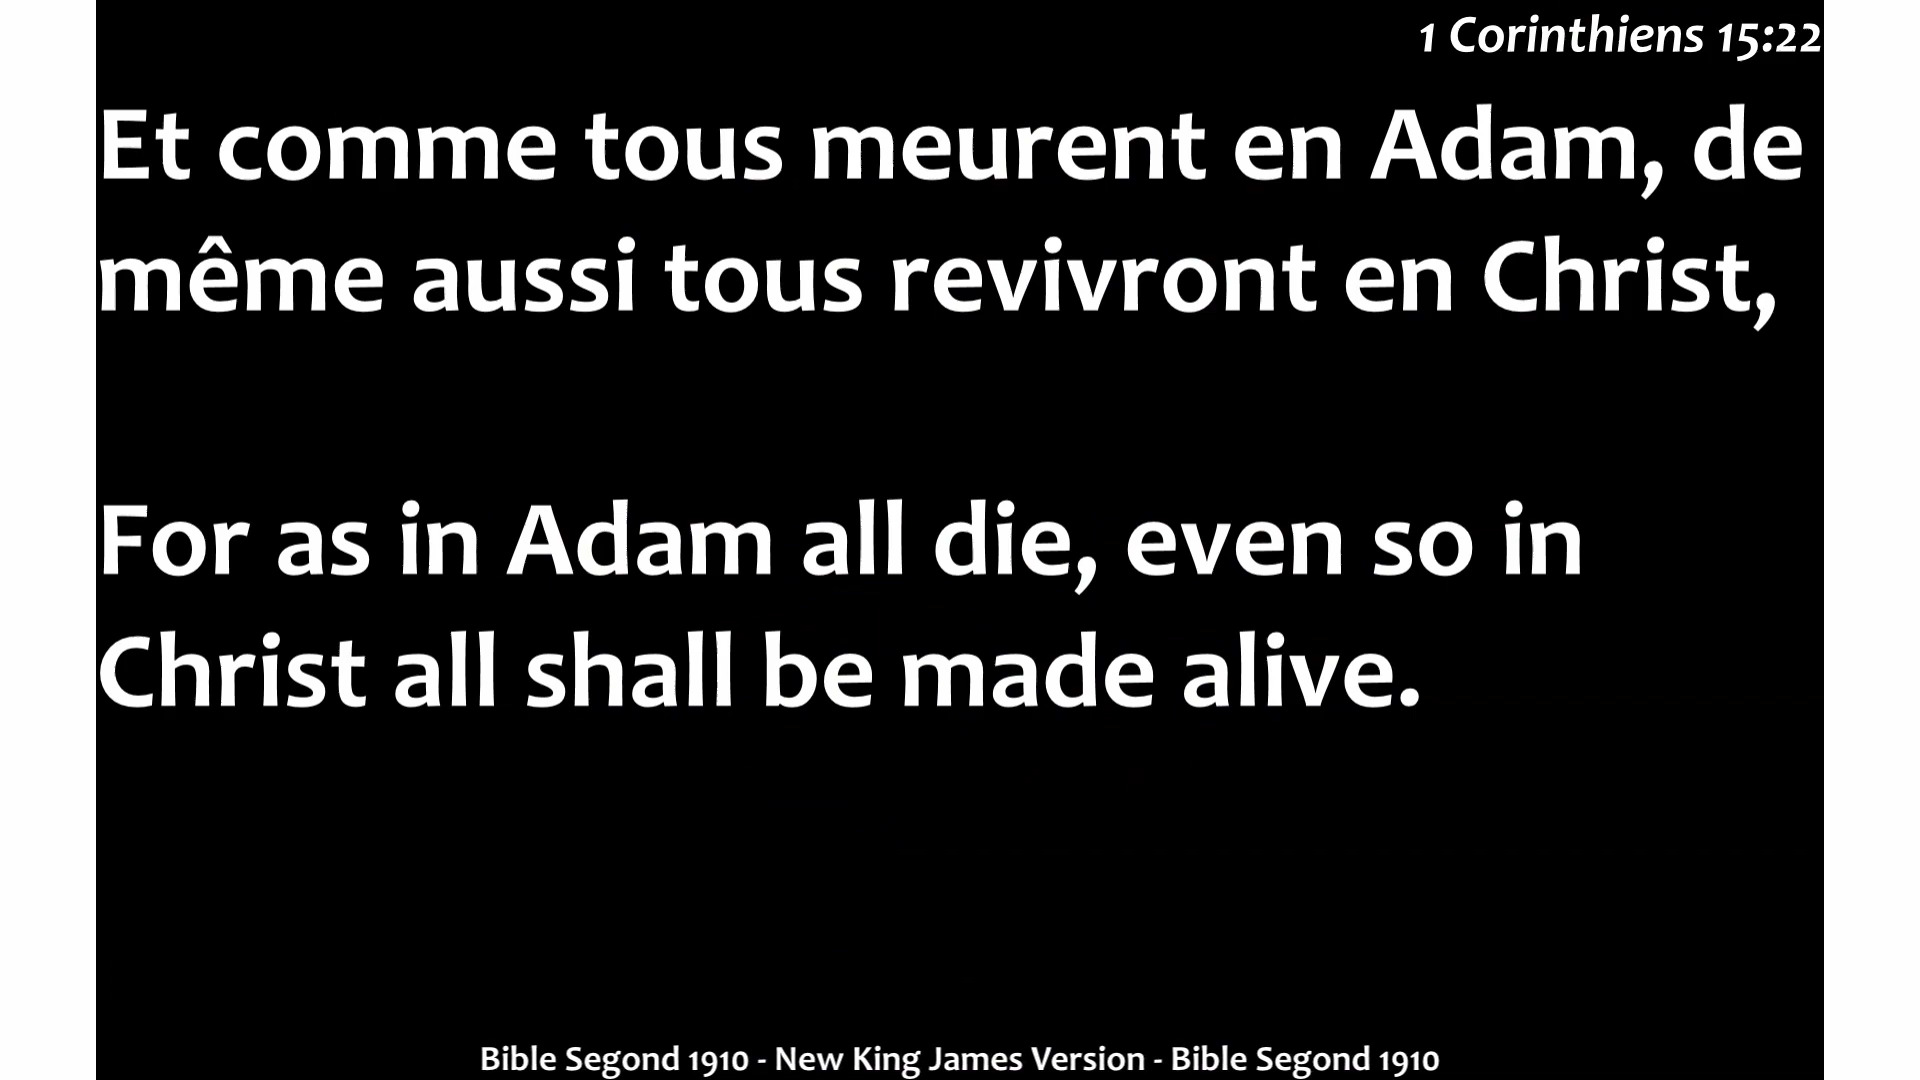 1 Corinthiens 15:22
Et comme tous meurent en Adam, de
même aussi tous revivront en Christ,
For as in Adam all die, even so in
Christ all shall be made alive.
Bible Segond 1910 - New King James Version - Bible Segond 1910